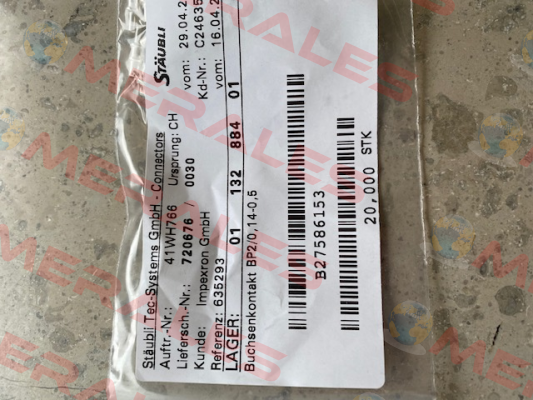 Stäubli Tec-Systems GmbH - Connectors
STÄUBLI
Auftr.-Nr.: 41WH766 Ursprung: CH vom: 29.04.2
Liefersch.-Nr.: 720676 / 0030 Kd-Nr.: C24635
Kunde: Impexron GmbH
Referenz: 635293 vom: 16.04.2
LAGER: 01 132 884 01
Buchsenkontakt BP2/0,14-0,5
B27586153
20,000 STK
MERALES